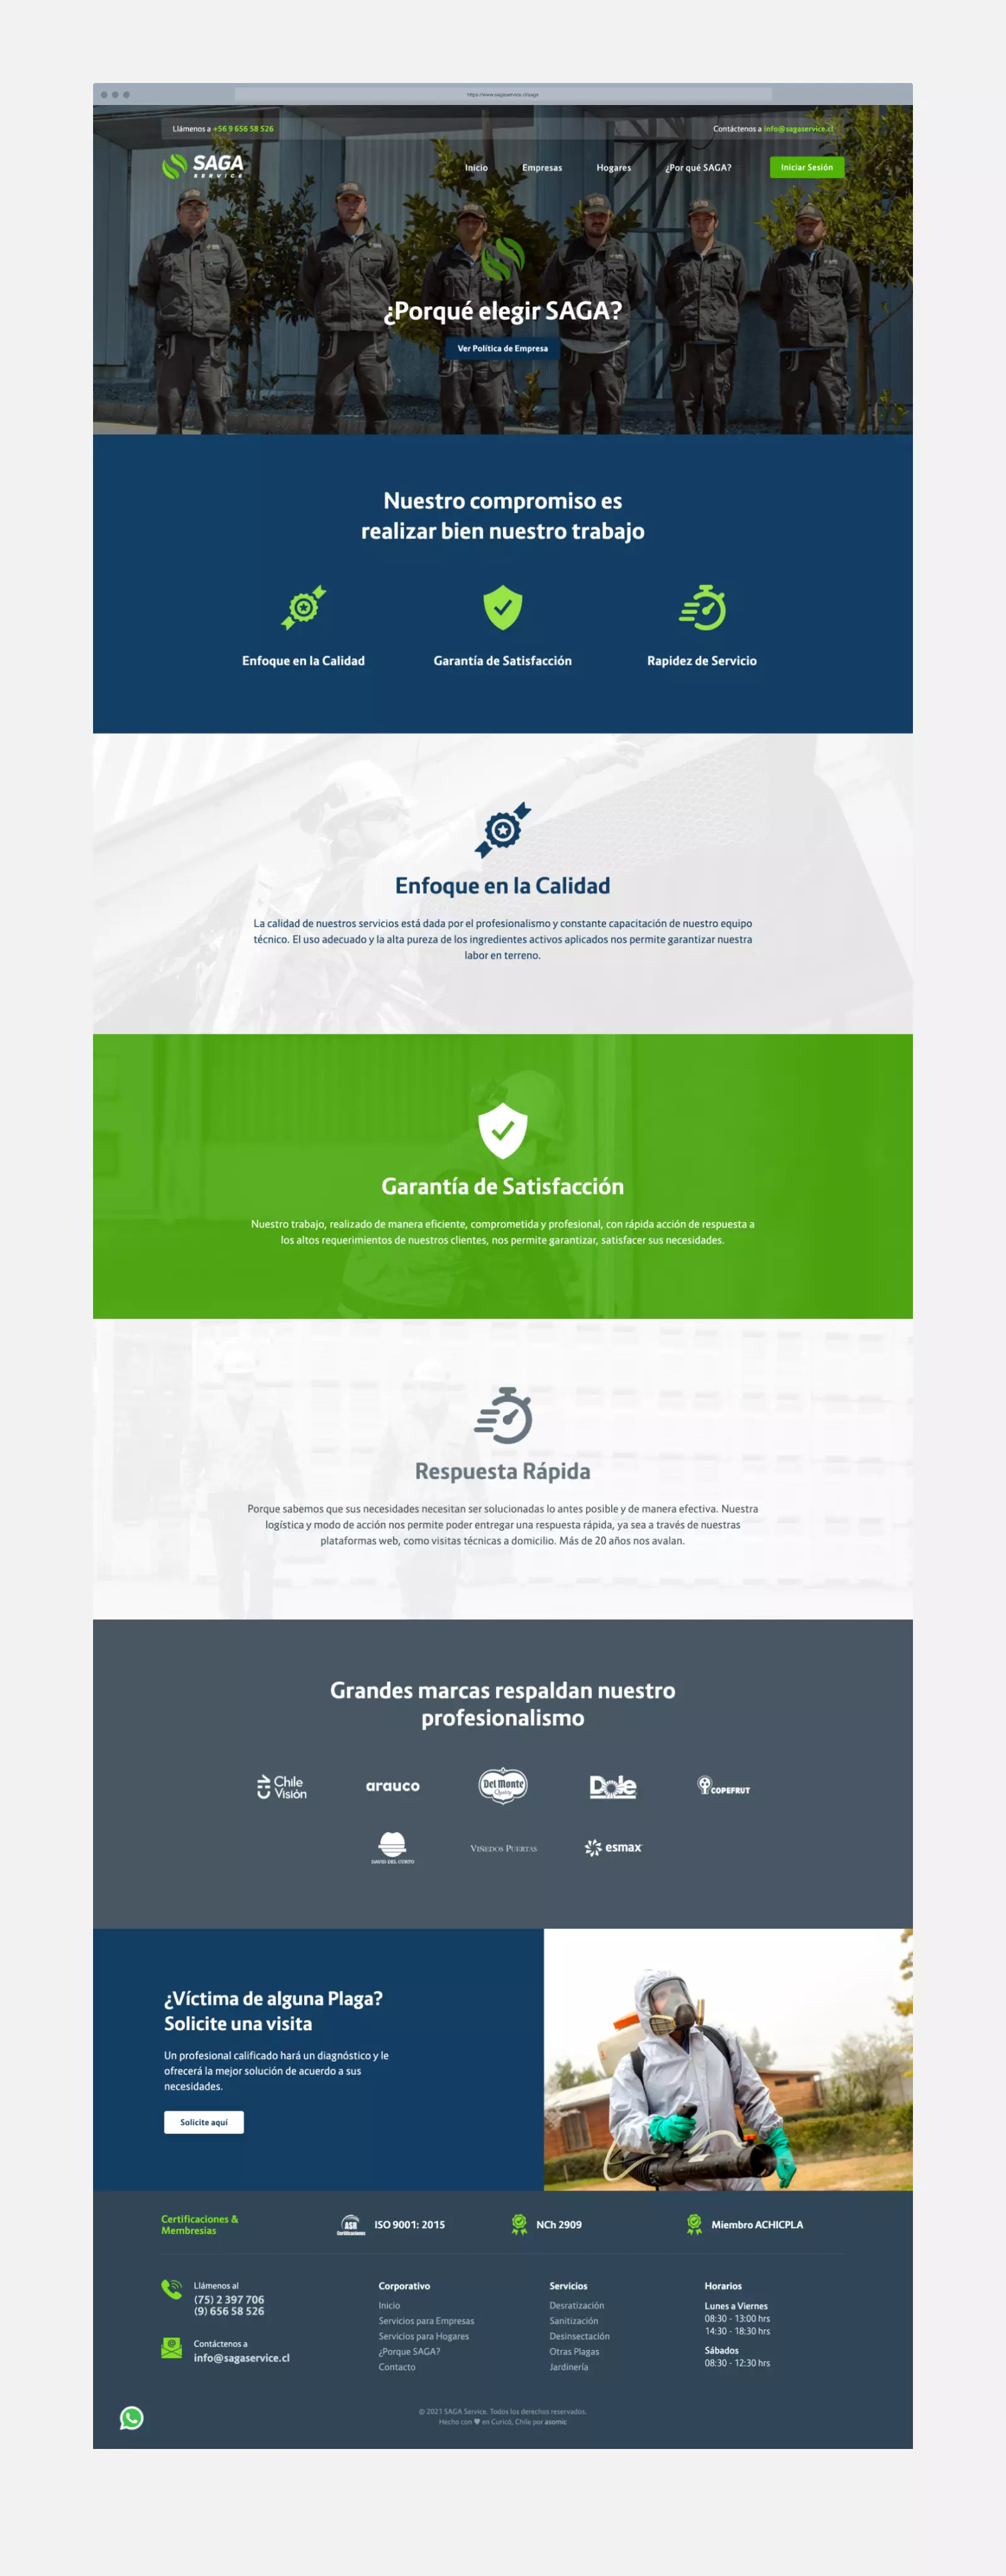 https://www.sagaservice.cl/saga
Llámenos a +56 9 656 58 526
Contáctenos a info@sagaservice.cl
SAGA
SERVICE
Inicio
Empresas
Hogares
¿Por qué SAGA?
Iniciar Sesión
¿Porqué elegir SAGA?
Ver Política de Empresa
Nuestro compromiso es
realizar bien nuestro trabajo
Enfoque en la Calidad
Garantía de Satisfacción
Rapidez de Servicio
Enfoque en la Calidad
La calidad de nuestros servicios está dada por el profesionalismo y constante capacitación de nuestro equipo
técnico. El uso adecuado y la alta pureza de los ingredientes activos aplicados nos permite garantizar nuestra
labor en terreno.
Garantía de Satisfacción
Nuestro trabajo, realizado de manera eficiente, comprometida y profesional, con rápida acción de respuesta a
los altos requerimientos de nuestros clientes, nos permite garantizar, satisfacer sus necesidades.
Respuesta Rápida
Porque sabemos que sus necesidades necesitan ser solucionadas lo antes posible y de manera efectiva. Nuestra
logística y modo de acción nos permite poder entregar una respuesta rápida, ya sea a través de nuestras
plataformas web, como visitas técnicas a domicilio. Más de 20 años nos avalan.
Grandes marcas respaldan nuestro
profesionalismo
Chile
Visión
arauco
Del Monte
Quality
Dole
COPEFRUT
DAVID DEL CURTO
VIÑEDOS PUERTAS
esmax
¿Víctima de alguna Plaga?
Solicite una visita
Un profesional calificado hará un diagnóstico y le
ofrecerá la mejor solución de acuerdo a sus
necesidades.
Solicite aquí
Certificaciones &
Membresías
ASR
Certificaciones
ISO 9001: 2015
NCh 2909
Miembro ACHICPLA
Llámenos al
(75) 2 397 706
(9) 656 58 526
Contáctenos a
info@sagaservice.cl
Corporativo
Inicio
Servicios para Empresas
Servicios para Hogares
¿Porque SAGA?
Contacto
Servicios
Desratización
Sanitización
Desinsectación
Otras Plagas
Jardinería
Horarios
Lunes a Viernes
08:30 - 13:00 hrs
14:30 - 18:30 hrs
Sábados
08:30 - 12:30 hrs
© 2021 SAGA Service. Todos los derechos reservados.
Hecho con ♥ en Curicó, Chile por asomic